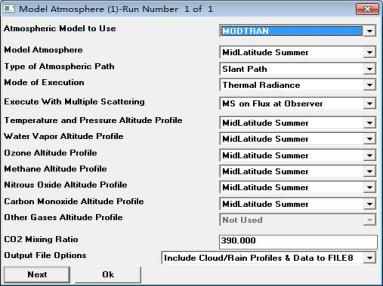 Model Atmosphere (1)-Run Number 1 of 1
Atmospheric Model to Use MODTRAN
Model Atmosphere MidLatitude Summer
Type of Atmospheric Path Slant Path
Mode of Execution Thermal Radiance
Execute With Multiple Scattering MS on Flux at Observer
Temperature and Pressure Altitude Profile MidLatitude Summer
Water Vapor Altitude Profile MidLatitude Summer
Ozone Altitude Profile MidLatitude Summer
Methane Altitude Profile MidLatitude Summer
Nitrous Oxide Altitude Profile MidLatitude Summer
Carbon Monoxide Altitude Profile MidLatitude Summer
Other Gases Altitude Profile Not Used
CO2 Mixing Ratio 390.000
Output File Options Include Cloud/Rain Profiles & Data to FILE8
Next Ok